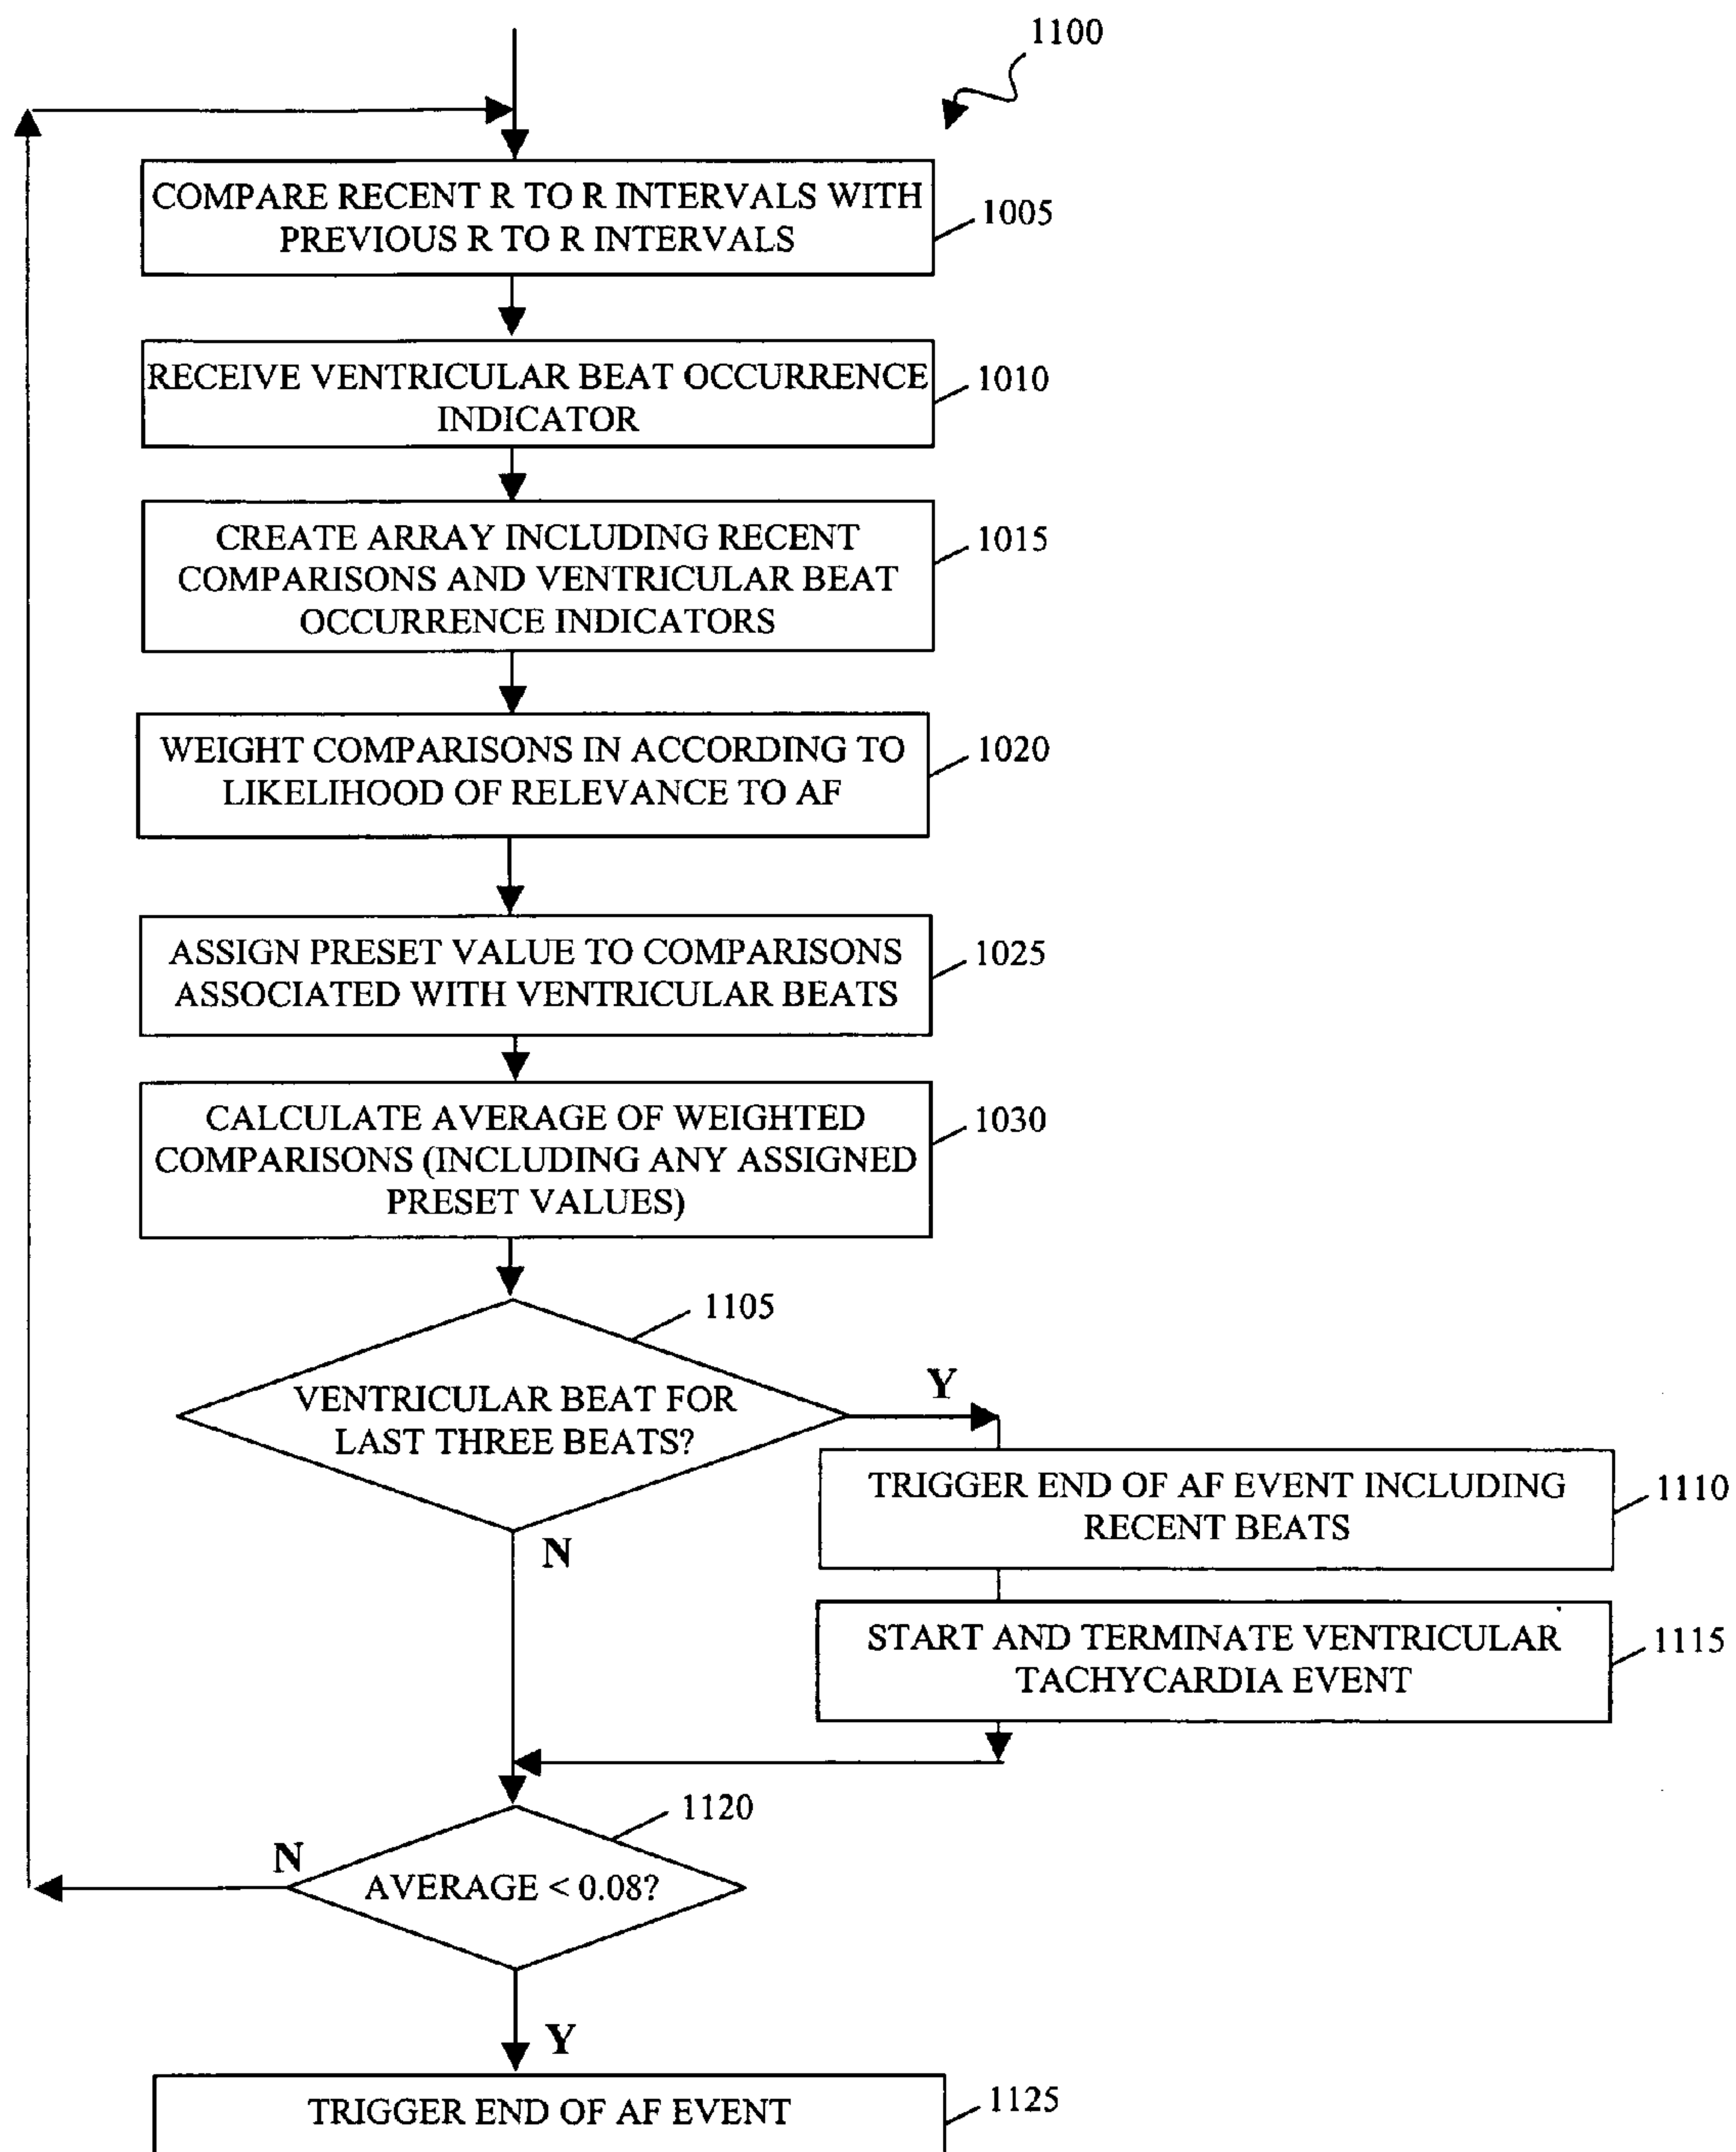 1100
COMPARE RECENT R TO R INTERVALS WITH
PREVIOUS R TO R INTERVALS
1005
RECEIVE VENTRICULAR BEAT OCCURRENCE
INDICATOR
1010
CREATE ARRAY INCLUDING RECENT
COMPARISONS AND VENTRICULAR BEAT
OCCURRENCE INDICATORS
1015
WEIGHT COMPARISONS IN ACCORDING TO
LIKELIHOOD OF RELEVANCE TO AF
1020
ASSIGN PRESET VALUE TO COMPARISONS
ASSOCIATED WITH VENTRICULAR BEATS
1025
CALCULATE AVERAGE OF WEIGHTED
COMPARISONS (INCLUDING ANY ASSIGNED
PRESET VALUES)
1030
1105
VENTRICULAR BEAT FOR
LAST THREE BEATS?
Y
N
TRIGGER END OF AF EVENT INCLUDING
RECENT BEATS
1110
START AND TERMINATE VENTRICULAR
TACHYCARDIA EVENT
1115
1120
AVERAGE < 0.08?
N
Y
TRIGGER END OF AF EVENT
1125